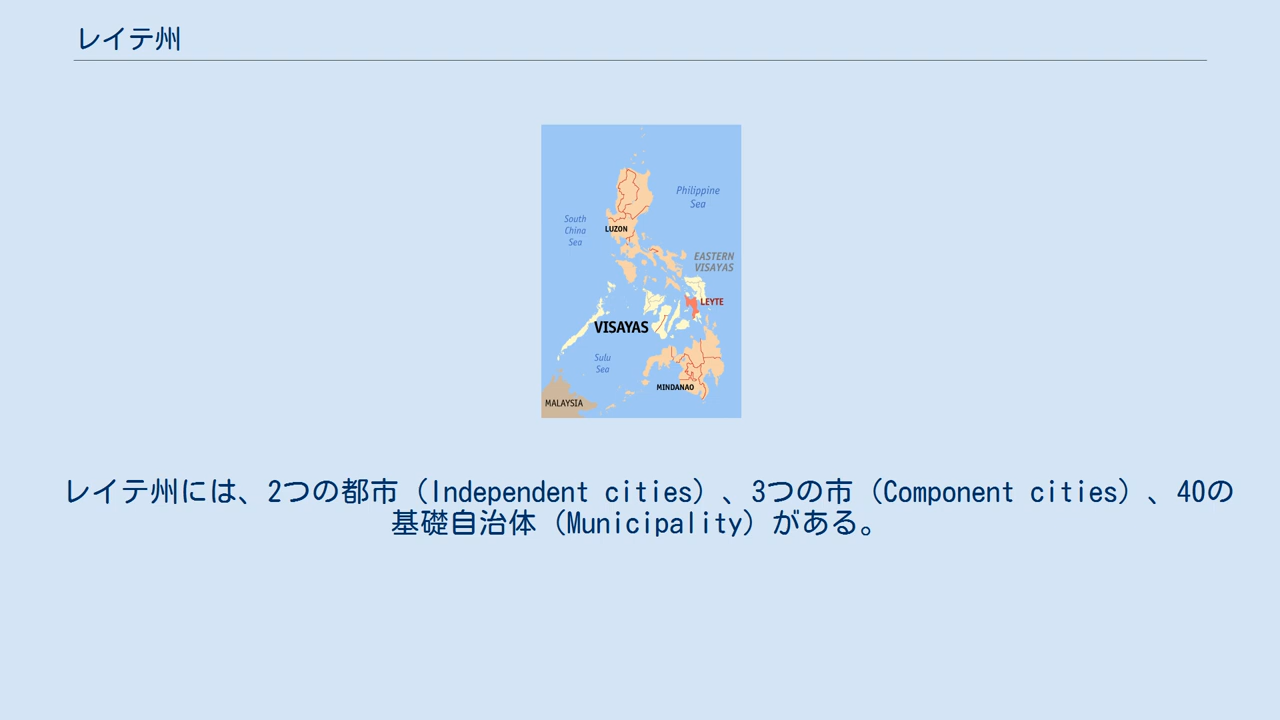 レイテ州
Philippine
Sea
South
China
Sea
LUZON
EASTERN
VISAYAS
LEYTE
VISAYAS
Sulu
Sea
MINDANAO
MALAYSIA
レイテ州には、2つの都市（Independent cities）、3つの市（Component cities）、40の
基礎自治体（Municipality）がある。